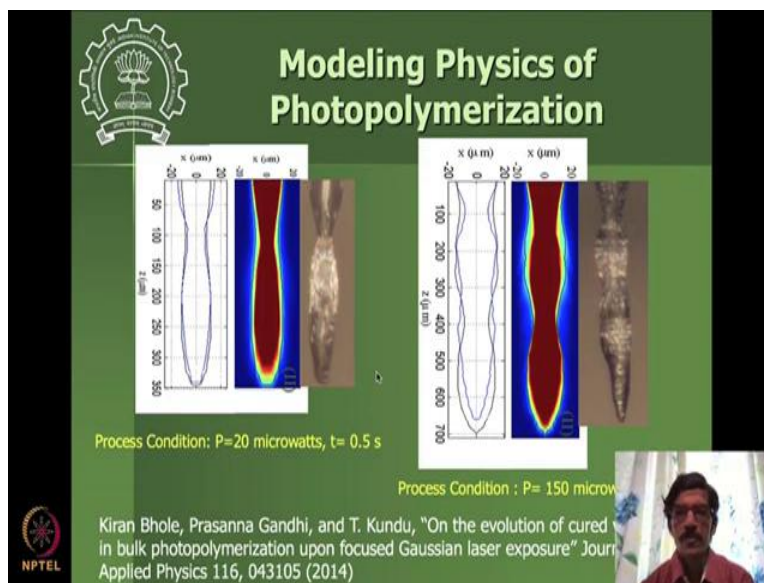 Modeling Physics of
Photopolymerization
x (μm)
-20
0
20
x (μm)
-20
0
20
50
100
150
200
250
300
350
z (μm)
(II)
x (μ m)
-20
0
20
x (μm)
-20
0
20
100
200
300
400
500
600
700
z (μ m)
(II)
Process Condition: P=20 microwatts, t= 0.5 s
Process Condition : P= 150 microw
Kiran Bhole, Prasanna Gandhi, and T. Kundu, “On the evolution of cured
in bulk photopolymerization upon focused Gaussian laser exposure” Jour
Applied Physics 116, 043105 (2014)
NPTEL